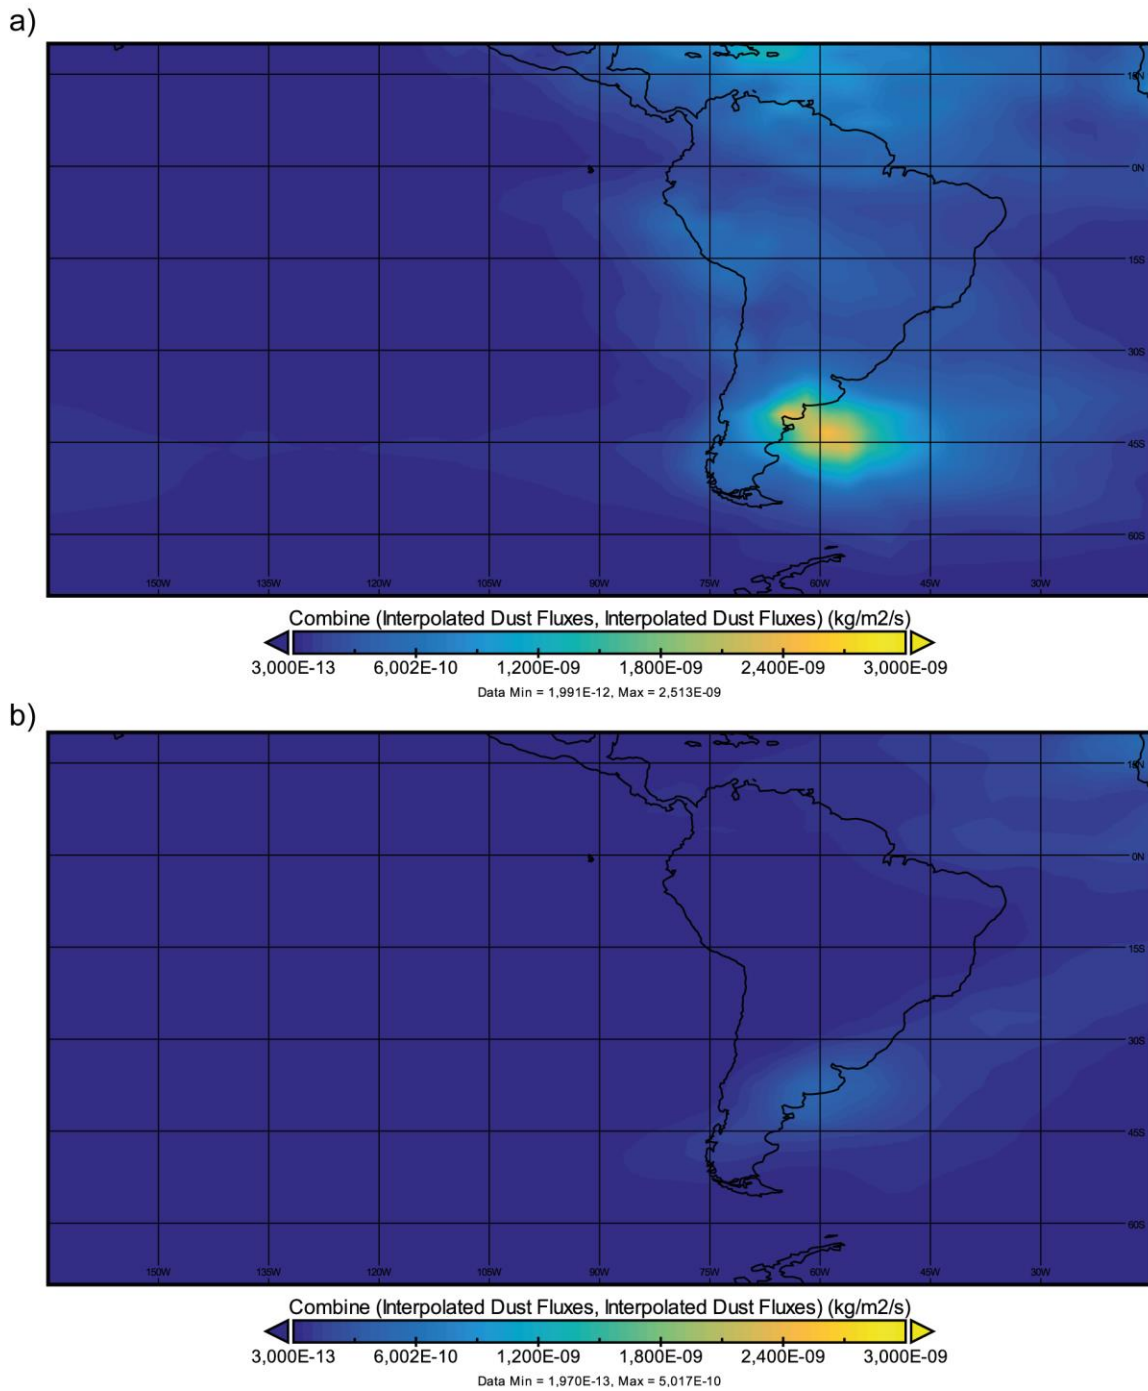 a)
10N
0N
15S
30S
45S
60S
150W 135W 120W 105W 90W 75W 60W 45W 30W
Combine (Interpolated Dust Fluxes, Interpolated Dust Fluxes) (kg/m2/s)
3,000E-13 6,002E-10 1,200E-09 1,800E-09 2,400E-09 3,000E-09
Data Min = 1,991E-12, Max = 2,513E-09
b)
0N
15S
30S
45S
60S
150W 135W 120W 105W 90W 75W 60W 45W 30W
Combine (Interpolated Dust Fluxes, Interpolated Dust Fluxes) (kg/m2/s)
3,000E-13 6,002E-10 1,200E-09 1,800E-09 2,400E-09 3,000E-09
Data Min = 1,970E-13, Max = 5,017E-10